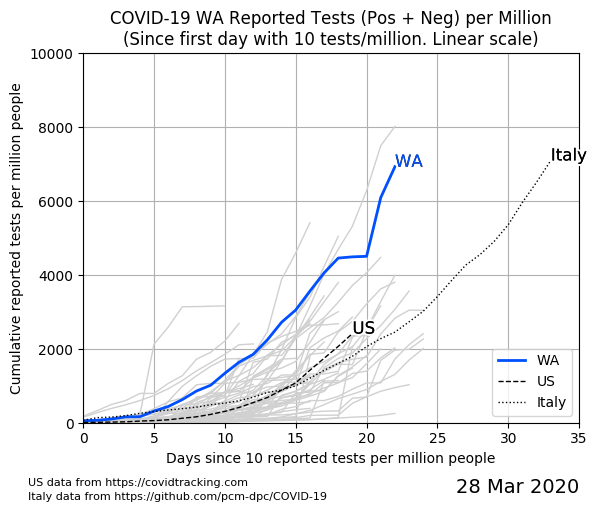 COVID-19 WA Reported Tests (Pos + Neg) per Million
(Since first day with 10 tests/million. Linear scale)
Cumulative reported tests per million people
10000
8000
6000
4000
2000
0
WA
Italy
US
WA
US
Italy
0 5 10 15 20 25 30 35
Days since 10 reported tests per million people
US data from https://covidtracking.com
Italy data from https://github.com/pcm-dpc/COVID-19
28 Mar 2020